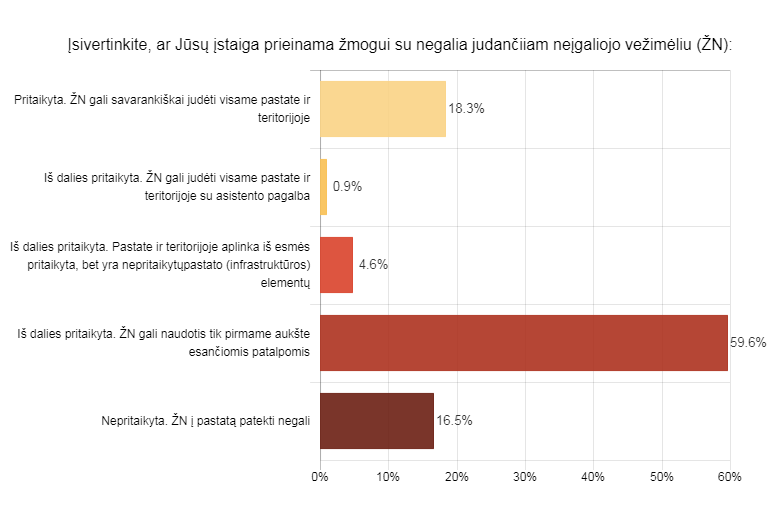 Įsivertinkite, ar Jūsų įstaiga prieinama žmogui su negalia judančiiam neįgaliojo vežimėliu (ŽN):
Pritaikyta. ŽN gali savarankiškai judėti visame pastate ir
teritorijoje
18.3%
Iš dalies pritaikyta. ŽN gali judėti visame pastate ir
teritorijoje su asistento pagalba
0.9%
Iš dalies pritaikyta. Pastate ir teritorijoje aplinka iš esmės
pritaikyta, bet yra nepritaikytųpastato (infrastruktūros)
elementų
4.6%
Iš dalies pritaikyta. ŽN gali naudotis tik pirmame aukšte
esančiomis patalpomis
59.6%
Nepritaikyta. ŽN į pastatą patekti negali
16.5%
0% 10% 20% 30% 40% 50% 60%